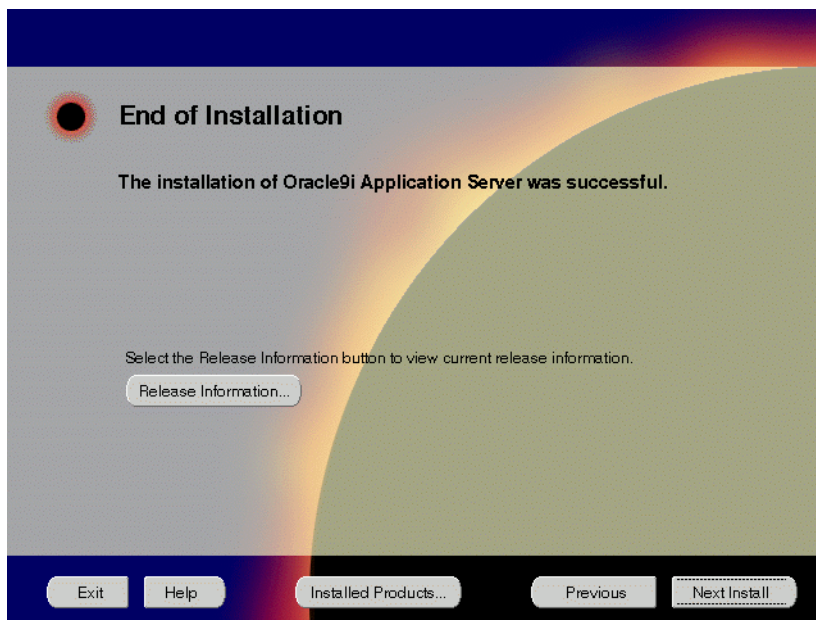 End of Installation
The installation of Oracle9i Application Server was successful.
Select the Release Information button to view current release information.
Release Information...
Exit
Help
Installed Products...
Previous
Next Install